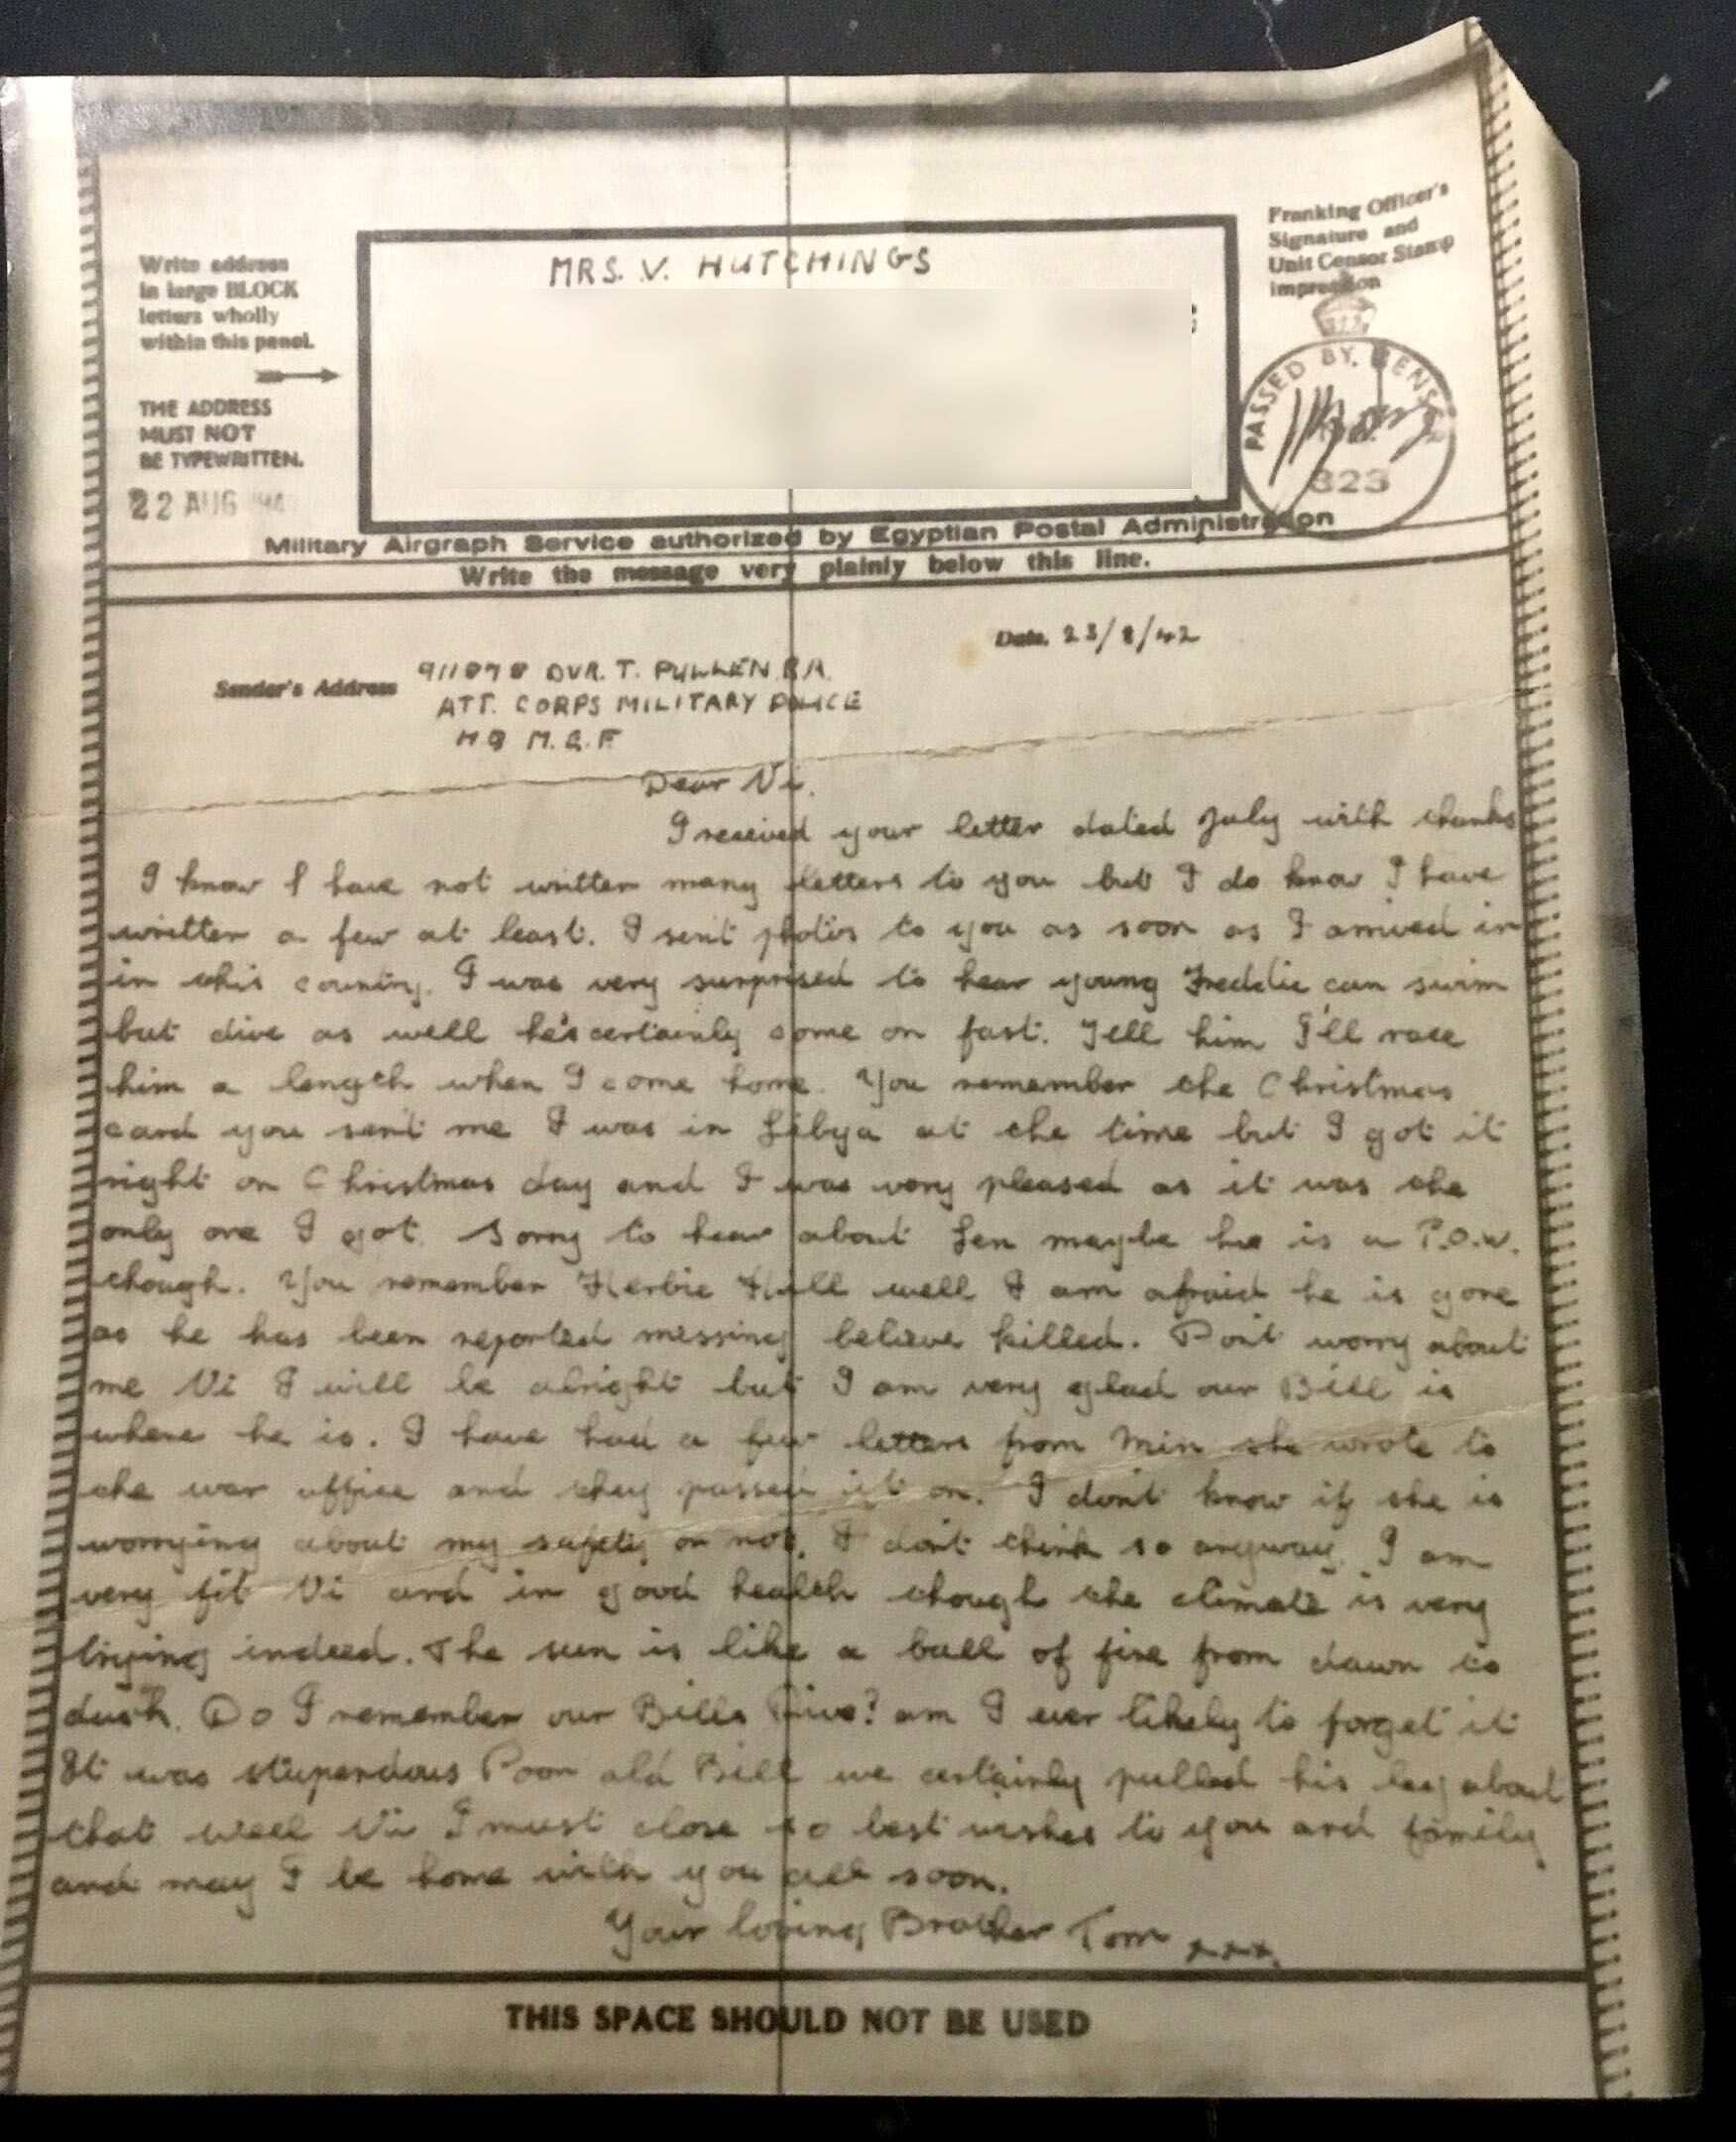 MRS. V. HUTCHINGS
Write address
in large BLOCK
letters wholly
within this panel.
THE ADDRESS
MUST NOT
BE TYPEWRITTEN.
22 AUG
Franking Officer's
Signature and
Unit Censor Stamp
impression
PASSED BY CENSOR
323
Military Airgraph Service authorized by Egyptian Postal Administration
Write the message very plainly below this line.
Date. 23/8/42
Sender's Address 911878 DVR. T. PULLEN. R.A.
ATT. CORPS MILITARY POLICE
HQ M.E.F
Dear Vi.
I received your letter dated July with thanks
I know I have not written many letters to you but I do know I have
written a few at least. I sent photos to you as soon as I arrived in
in this country. I was very surprised to hear young Freddie can swim
but dive as well he's certainly come on fast. Tell him I'll race
him a length when I come home. You remember the Christmas
card you sent me I was in Libya at the time but I got it
right on Christmas day and I was very pleased as it was the
only one I got. Sorry to hear about Len maybe he is a P.O.W.
though. You remember Herbie Hull well I am afraid he is gone
as he has been reported missing believe killed. Dont worry about
me Vi I will be alright but I am very glad our Bill is
where he is. I have had a few letters from Min she wrote to
the war office and they passed it on. I dont know if she is
worrying about my safety or not, I dont think so anyway. I am
very fit Vi and in good health though the climate is very
trying indeed. The sun is like a ball of fire from dawn to
dusk. Do I remember our Bills Dive? am I ever likely to forget it
It was stupendous Poor old Bill we certainly pulled his leg about
that well Vi I must close so best wishes to you and family
and may I be home with you all soon.
Your loving Brother Tom xxx.
THIS SPACE SHOULD NOT BE USED